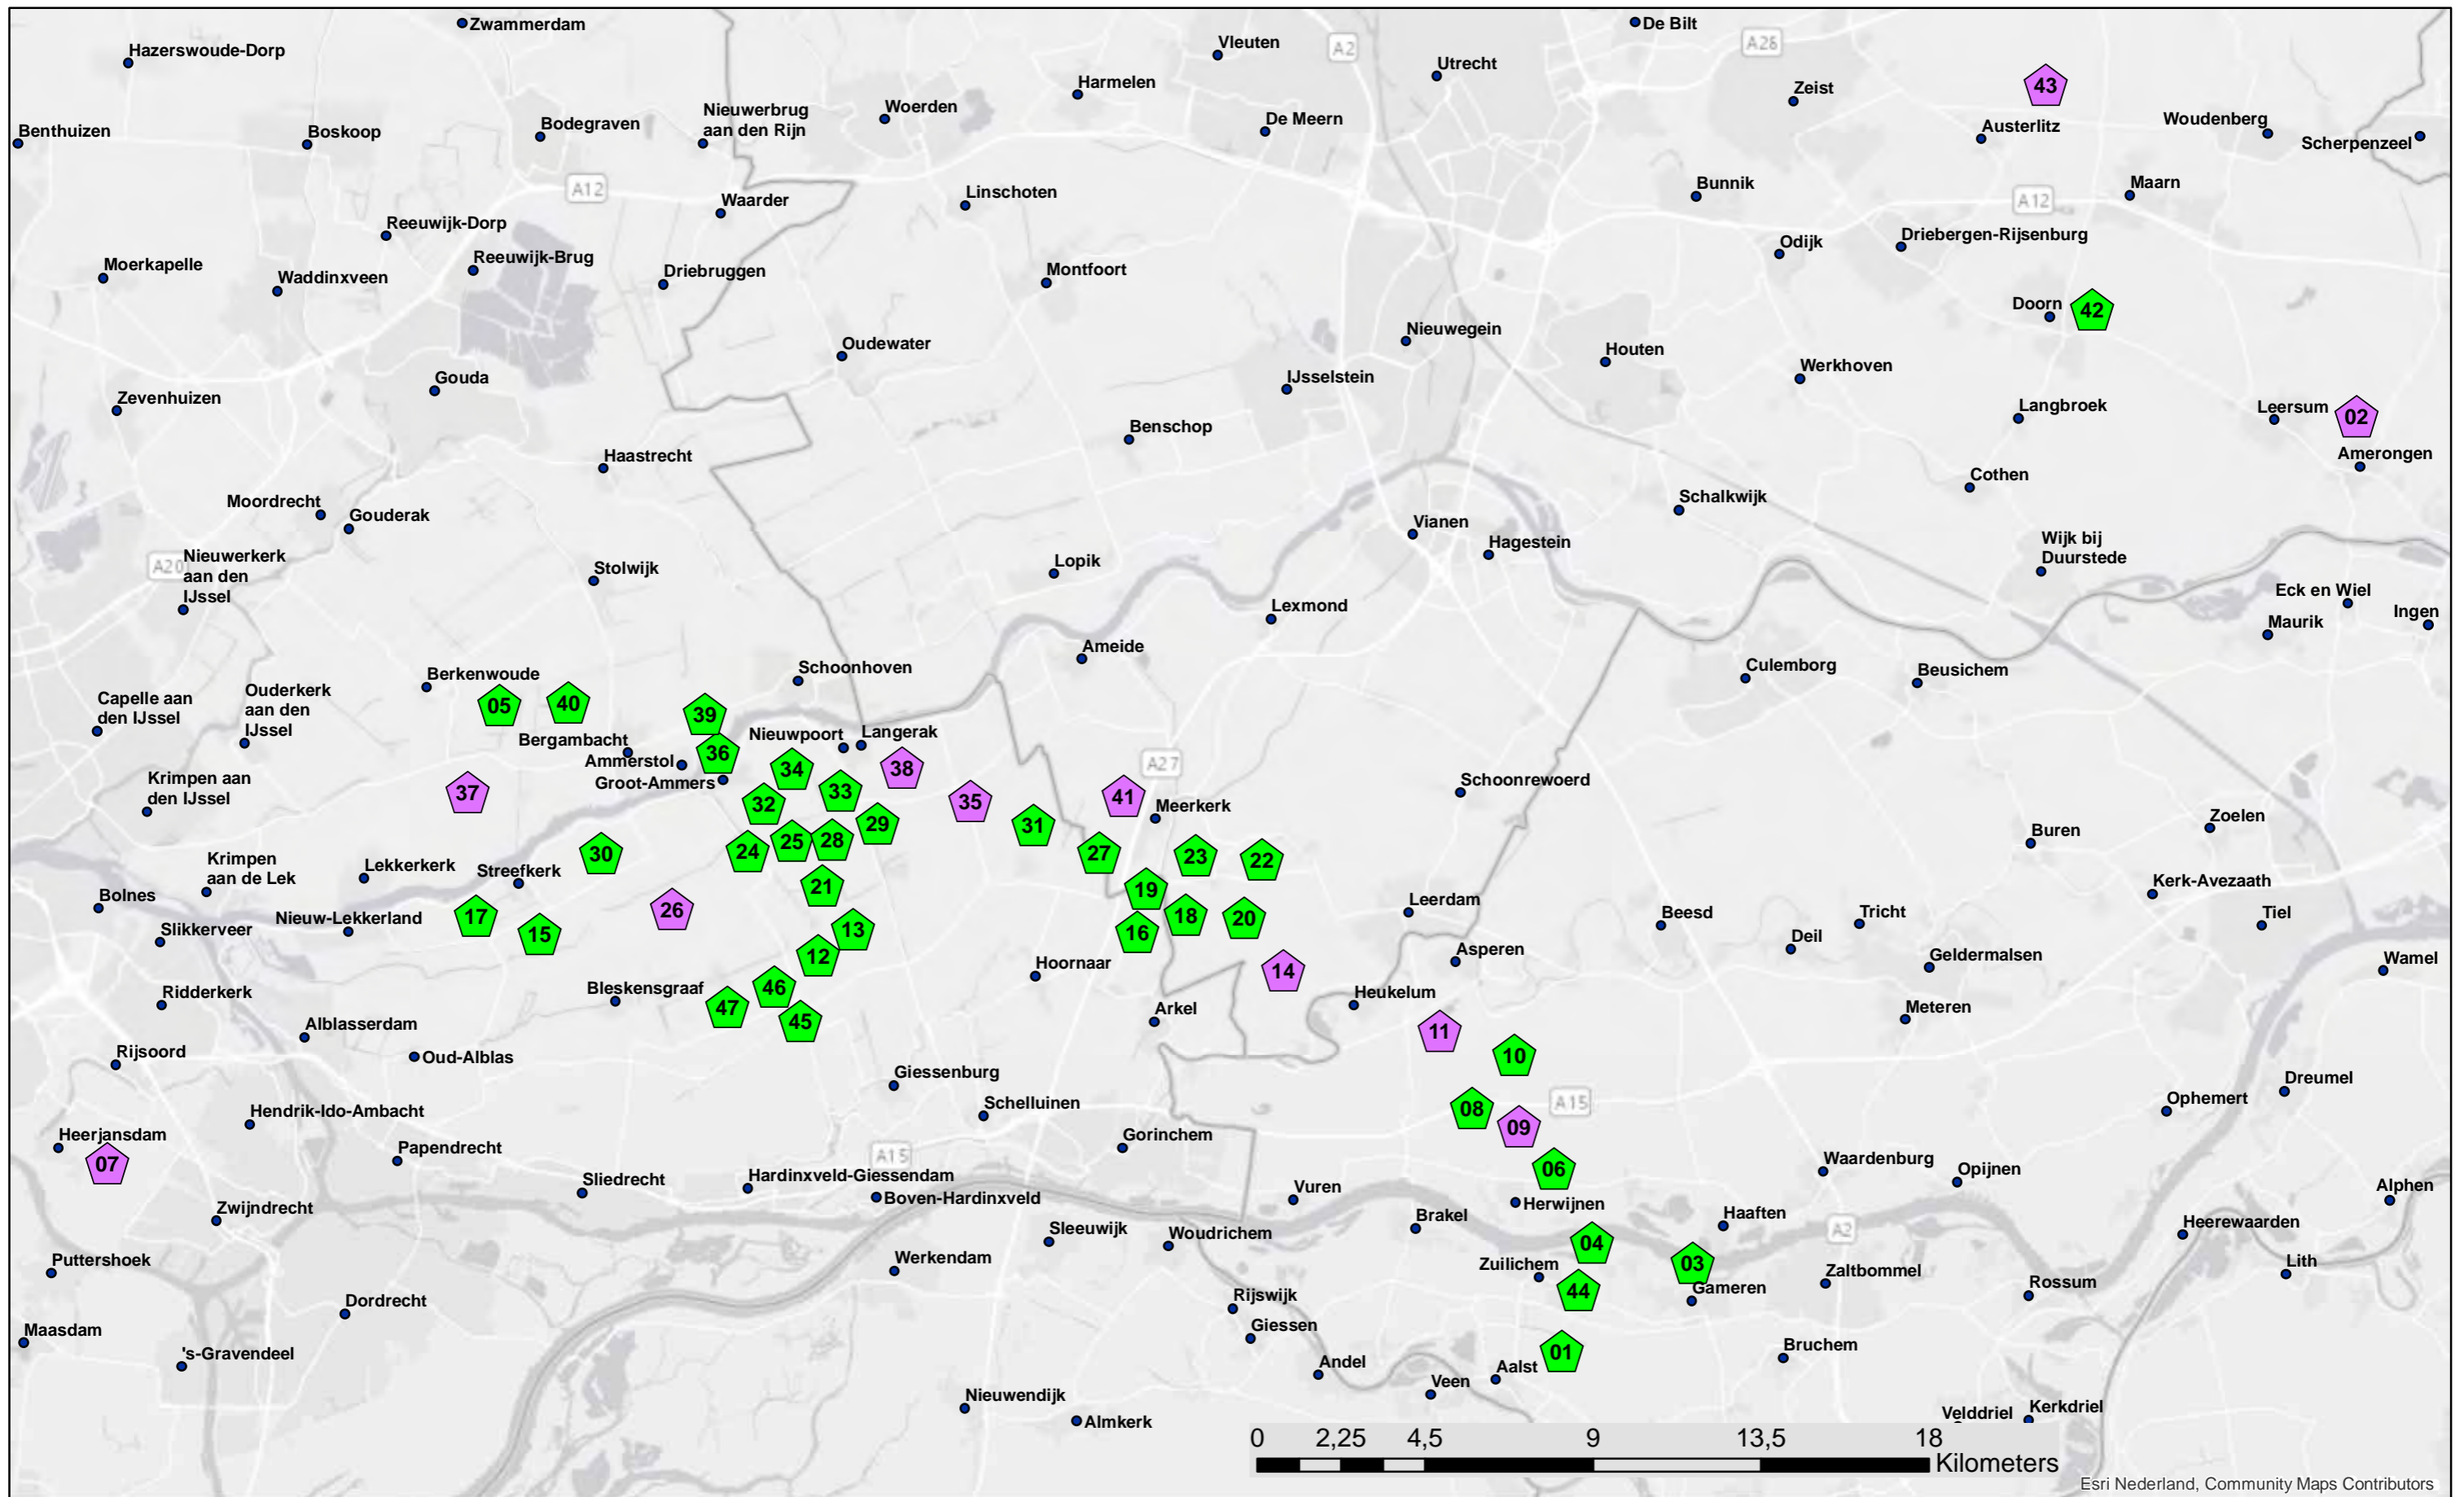 Zwammerdam
De Bilt
Hazerswoude-Dorp
Vleuten
A2
A28
Utrecht
Harmelen
Zeist
43
Nieuwerbrug
aan den Rijn
Woerden
De Meern
Austerlitz
Woudenberg
Scherpenzeel
Benthuizen
Boskoop
Bodegraven
A12
Waarder
Linschoten
Bunnik
Maarn
A12
Reeuwijk-Dorp
Driebergen-Rijsenburg
Odijk
Moerkapelle
Waddinxveen
Reeuwijk-Brug
Driebruggen
Montfoort
Doorn
42
Oudewater
Nieuwegein
Houten
Werkhoven
Gouda
IJsselstein
Zevenhuizen
Langbroek
Leersum
02
Benschop
Haastrecht
Amerongen
Cothen
Moordrecht
Gouderak
Schalkwijk
Vianen
Hagestein
Wijk bij
Duurstede
A20
Nieuwerkerk
aan den
IJssel
Stolwijk
Lopik
Lexmond
Eck en Wiel
Ingen
Maurik
Ameide
Berkenwoude
Schoonhoven
Culemborg
Beusichem
Capelle aan
den IJssel
Ouderkerk
aan den
IJssel
05
40
39
Bergambacht
Nieuwpoort
Langerak
36
Ammerstol
Groot-Ammers
34
38
A27
Krimpen aan
den IJssel
37
32
33
35
41
Meerkerk
Schoonrewoerd
Zoelen
29
31
Buren
30
24
25
28
27
23
22
Krimpen
aan de Lek
Lekkerkerk
Streefkerk
21
19
Kerk-Avezaath
Bolnes
Nieuw-Lekkerland
17
26
18
20
Leerdam
Beesd
Tricht
Tiel
Slikkerveer
15
13
16
Deil
12
Asperen
Geldermalsen
Wamel
Hoornaar
14
Ridderkerk
Bleskensgraaf
46
Heukelum
47
45
Arkel
Meteren
Alblasserdam
11
Rijsoord
Oud-Alblas
10
Giessenburg
Dreumel
Hendrik-Ido-Ambacht
Schelluinen
08
A15
Ophemert
Heerjansdam
Gorinchem
09
07
Papendrecht
A15
06
Waardenburg
Opijnen
Sliedrecht
Hardinxveld-Giessendam
Boven-Hardinxveld
Vuren
Herwijnen
Alphen
Zwijndrecht
Brakel
Haaften
A2
Heerewaarden
Sleeuwijk
Woudrichem
04
Puttershoek
Werkendam
Zuilichem
03
Zaltbommel
Lith
44
Gameren
Rossum
Rijswijk
Dordrecht
Giessen
Maasdam
's-Gravendeel
01
Bruchem
Andel
Aalst
Veen
Nieuwendijk
Almkerk
Velddriel
Kerkdriel
0 2,25 4,5 9 13,5 18
Kilometers
Esri Nederland, Community Maps Contributors